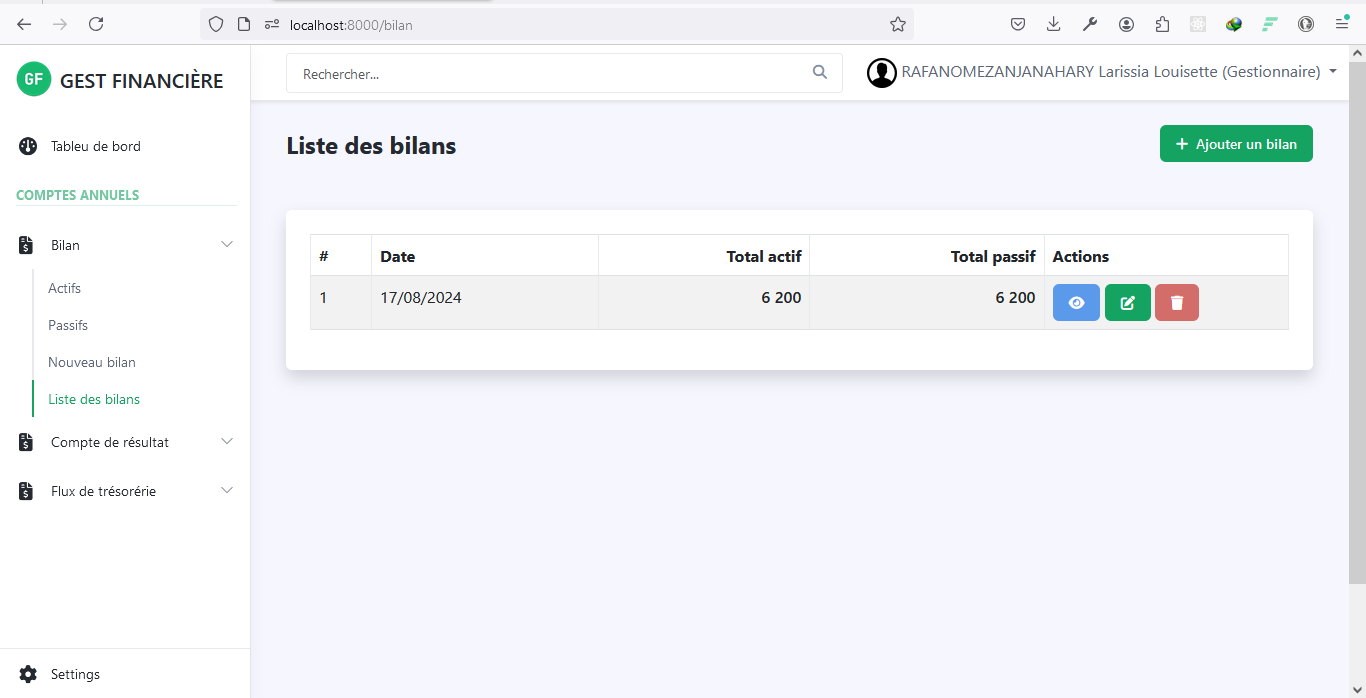 localhost:8000/bilan
GF GEST FINANCIÈRE
Rechercher...
RAFANOMEZANJANAHARY Larissia Louisette (Gestionnaire)
Tableu de bord
COMPTES ANNUELS
Bilan
Actifs
Passifs
Nouveau bilan
Liste des bilans
Compte de résultat
Flux de trésorérie
Settings
Liste des bilans
+ Ajouter un bilan
# Date Total actif Total passif Actions
1 17/08/2024 6 200 6 200